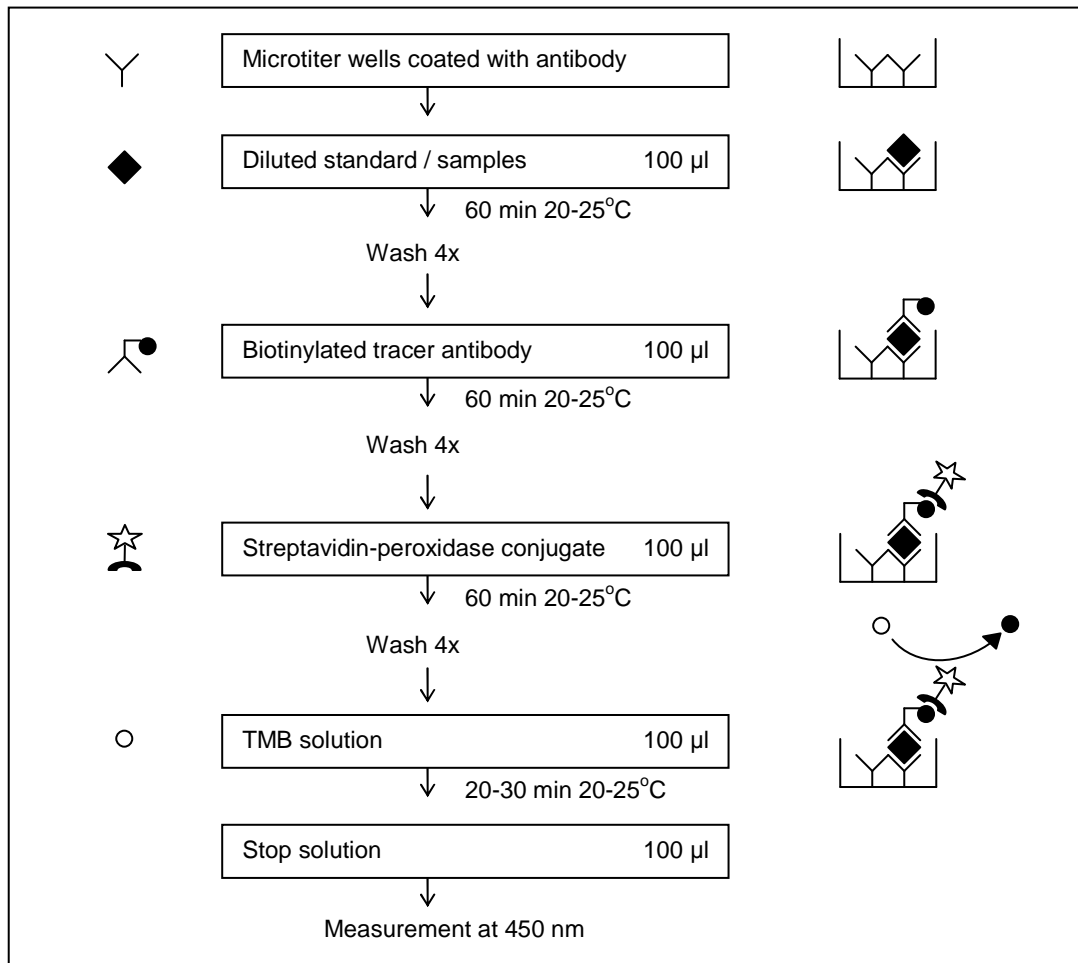 Microtiter wells coated with antibody
Diluted standard / samples 100 µl
60 min 20-25°C
Wash 4x
Biotinylated tracer antibody 100 µl
60 min 20-25°C
Wash 4x
Streptavidin-peroxidase conjugate 100 µl
60 min 20-25°C
Wash 4x
TMB solution 100 µl
20-30 min 20-25°C
Stop solution 100 µl
Measurement at 450 nm